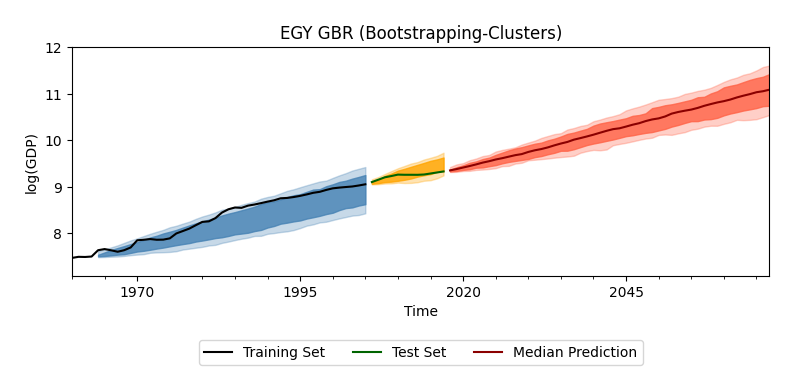 EGY GBR (Bootstrapping-Clusters)
12
11
10
9
8
log(GDP)
1970 1995 2020 2045
Time
Training Set Test Set Median Prediction